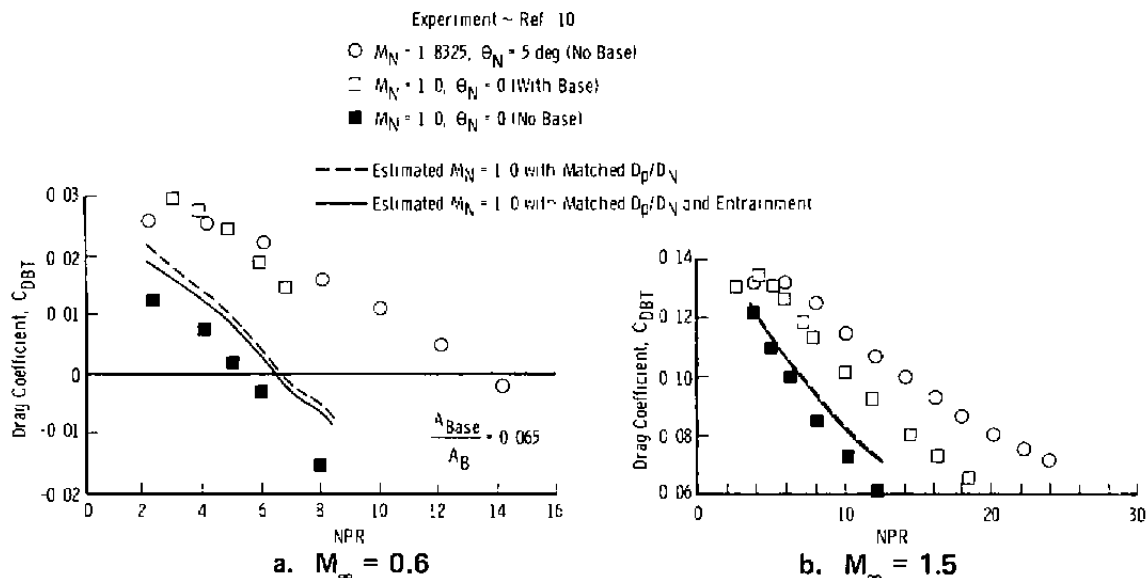 Experiment ~ Ref. 10
M_N = 1.8325, θ_N = 5 deg (No Base)
M_N = 1.0, θ_N = 0 (With Base)
M_N = 1.0, θ_N = 0 (No Base)
Estimated M_N = 1.0 with Matched D_p/D_N
Estimated M_N = 1.0 with Matched D_p/D_N and Entrainment
Drag Coefficient, C_DBT
0 03
0 02
0 01
0
-0 01
-0 02
A_Base/A_B = 0 065
0 2 4 6 8 10 12 14 16
NPR
a. M_∞ = 0.6
Drag Coefficient, C_DBT
0 14
0 12
0 10
0 08
0 06
0 10 20 30
NPR
b. M_∞ = 1.5